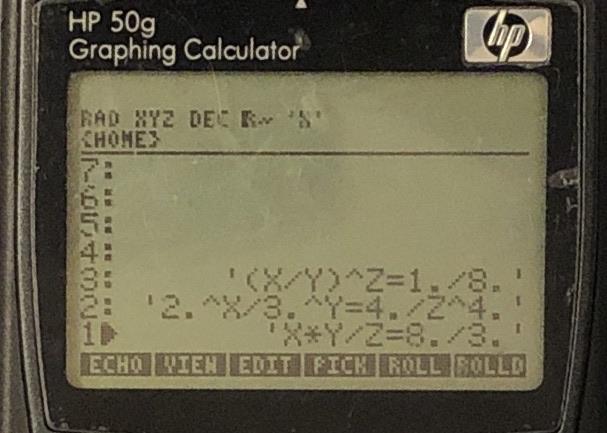 HP 50g
Graphing Calculator
hp
RAD XYZ DEC R~ 'X'
{HOME}
7:
6:
5:
4:
3: '(X/Y)^Z=1./8.'
2: '2.^X/3.^Y=4./Z^4.'
1▶ 'X*Y/Z=8./3.'
ECHO VIEW EDIT PICK ROLL ROLLD